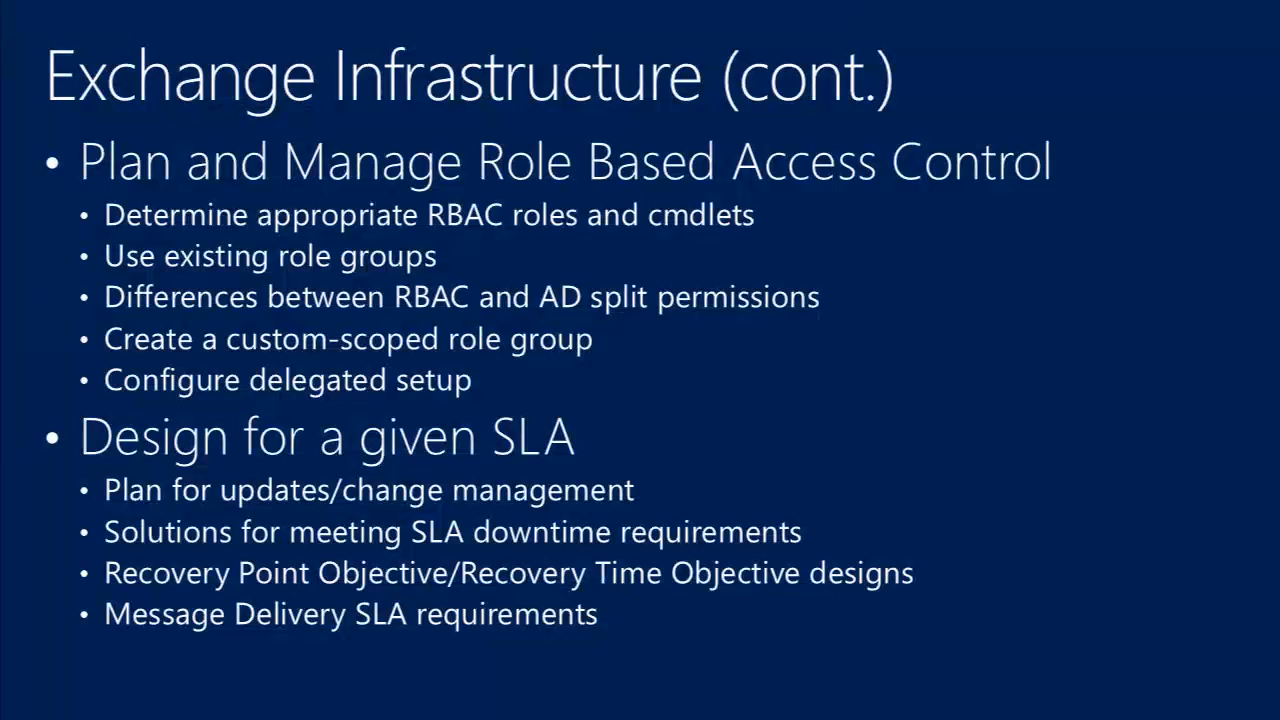 Exchange Infrastructure (cont.)
• Plan and Manage Role Based Access Control
• Determine appropriate RBAC roles and cmdlets
• Use existing role groups
• Differences between RBAC and AD split permissions
• Create a custom-scoped role group
• Configure delegated setup
• Design for a given SLA
• Plan for updates/change management
• Solutions for meeting SLA downtime requirements
• Recovery Point Objective/Recovery Time Objective designs
• Message Delivery SLA requirements